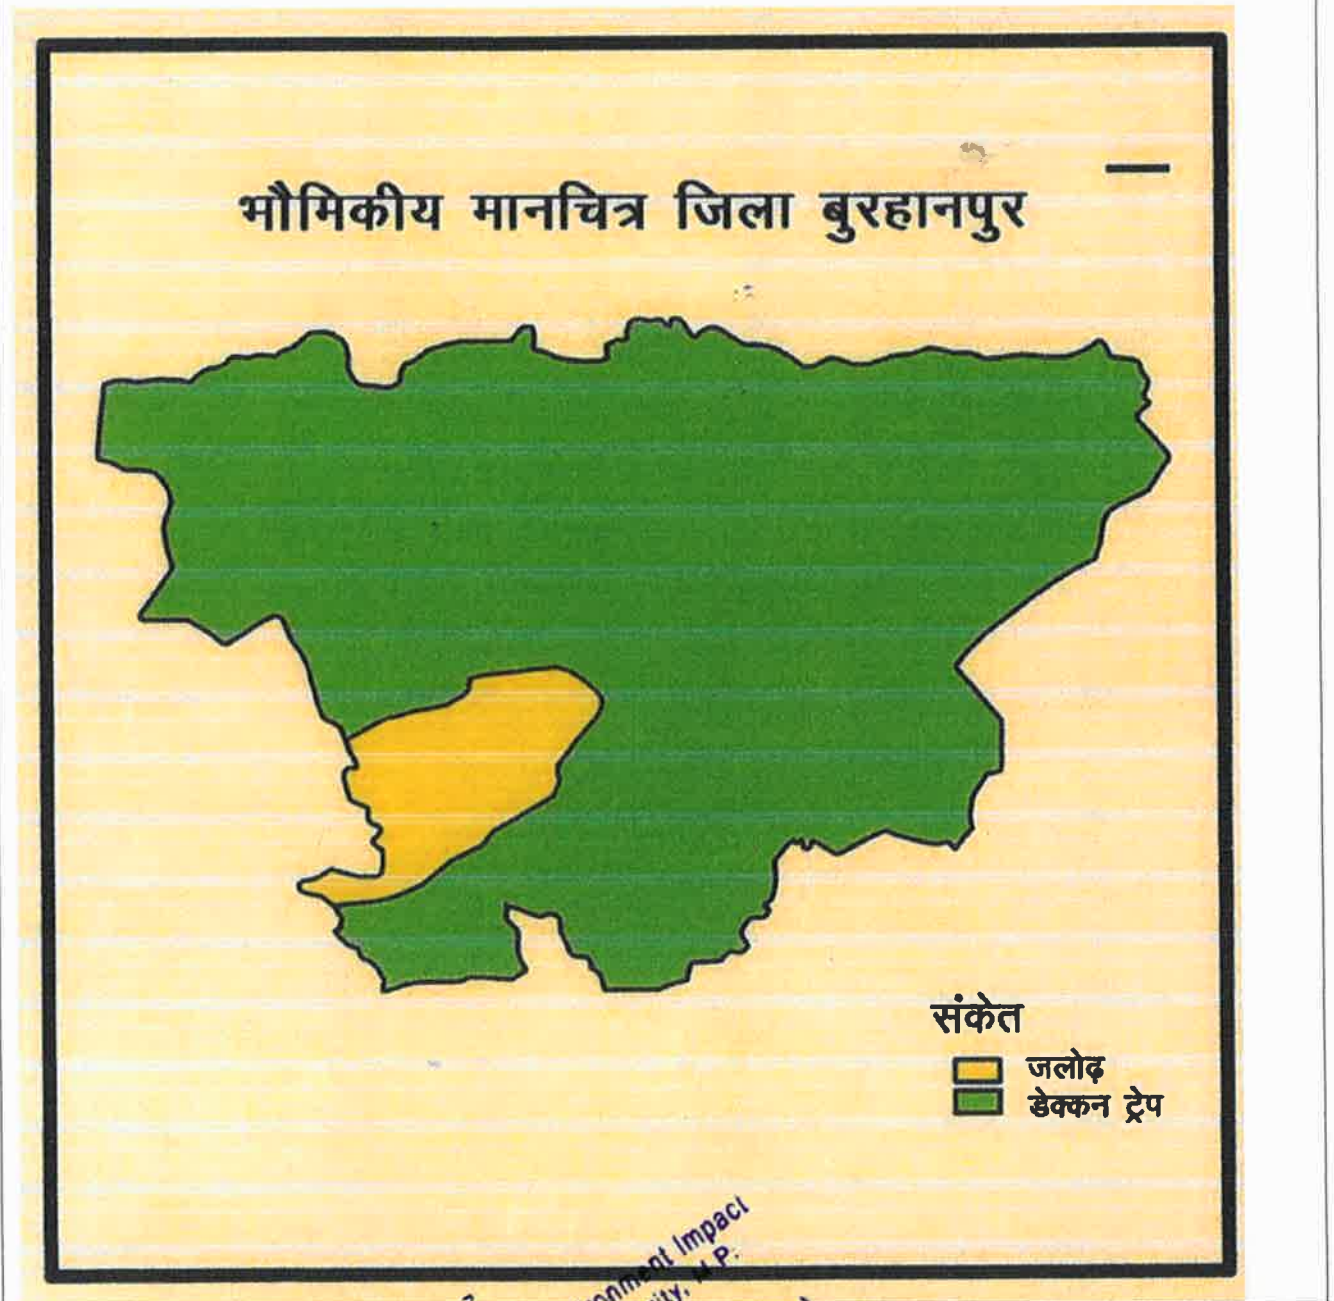 भौमिकीय मानचित्र जिला बुरहानपुर
संकेत
जलोढ़
डेक्कन ट्रेप
Impact
M.P.